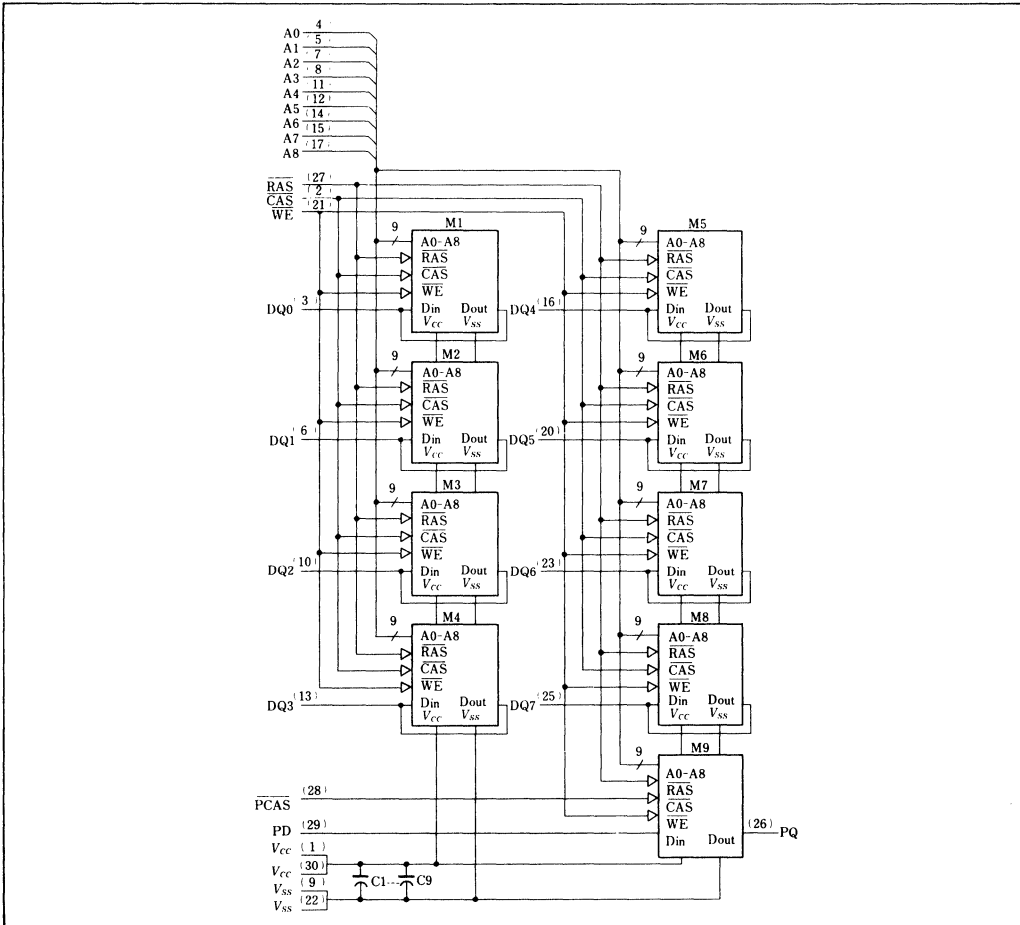 A0 4
A1 (5)
A2 7
A3 (8)
A4 (11)
A5 (12)
A6 (14)
A7 (15)
A8 (17)
RAS (27)
CAS (2)
WE (21)
M1
9
A0-A8
RAS
CAS
WE
DQ0 (3)
Din Dout
VCC VSS
M2
9
A0-A8
RAS
CAS
WE
DQ1 (6)
Din Dout
VCC VSS
M3
9
A0-A8
RAS
CAS
WE
DQ2 (10)
Din Dout
VCC VSS
M4
9
A0-A8
RAS
CAS
WE
DQ3 (13)
Din Dout
VCC VSS
M5
9
A0-A8
RAS
CAS
WE
DQ4 (16)
Din Dout
VCC VSS
M6
9
A0-A8
RAS
CAS
WE
DQ5 (20)
Din Dout
VCC VSS
M7
9
A0-A8
RAS
CAS
WE
DQ6 (23)
Din Dout
VCC VSS
M8
9
A0-A8
RAS
CAS
WE
DQ7 (25)
Din Dout
VCC VSS
M9
9
A0-A8
RAS
CAS
WE
Din Dout
(26) PQ
PCAS (28)
PD (29)
VCC (1)
VCC (30)
VSS (9)
VSS (22)
C1---C9